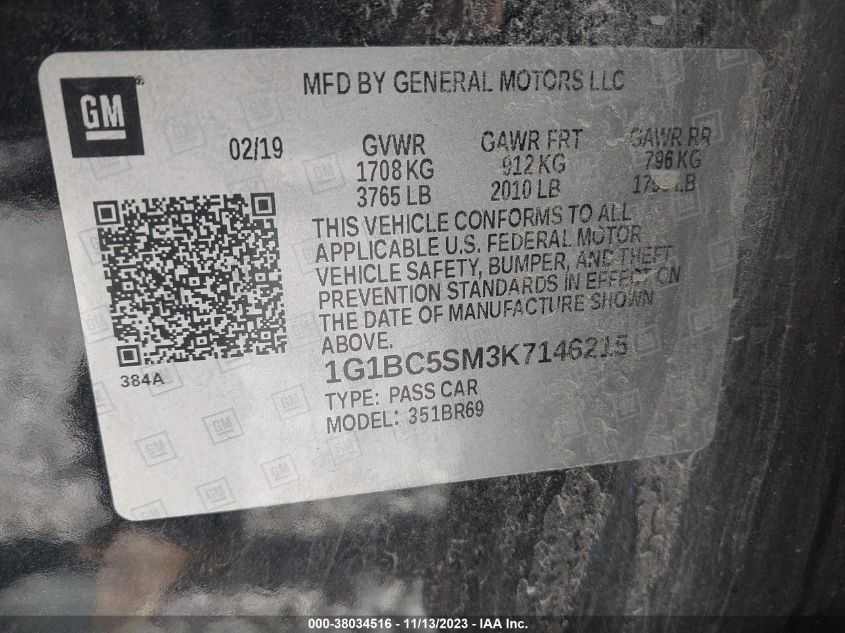 MFD BY GENERAL MOTORS LLC
GM
02/19 GVWR GAWR FRT GAWR RR
1708 KG 912 KG 796 KG
3765 LB 2010 LB LB
THIS VEHICLE CONFORMS TO ALL
APPLICABLE U.S. FEDERAL MOTOR
VEHICLE SAFETY, BUMPER, AND THEFT
PREVENTION STANDARDS IN EFFECT ON
THE DATE OF MANUFACTURE SHOWN
ABOVE.
384A
1G1BC5SM3K7146215
TYPE: PASS CAR
MODEL: 351BR69
000-38034516 - 11/13/2023 - IAA Inc.